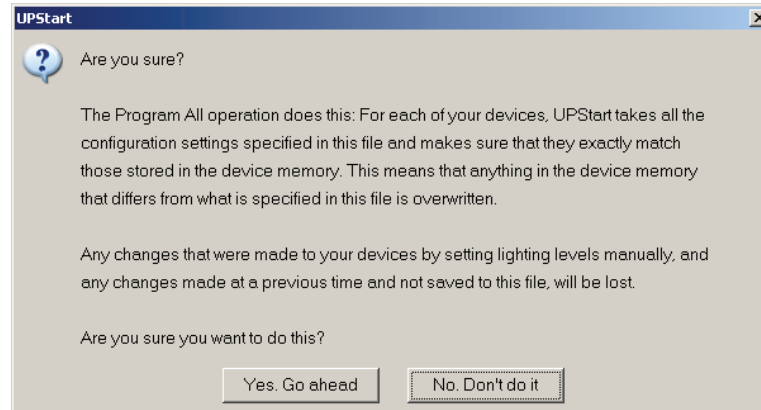 UPStart
Are you sure?
The Program All operation does this: For each of your devices, UPStart takes all the
configuration settings specified in this file and makes sure that they exactly match
those stored in the device memory. This means that anything in the device memory
that differs from what is specified in this file is overwritten.
Any changes that were made to your devices by setting lighting levels manually, and
any changes made at a previous time and not saved to this file, will be lost.
Are you sure you want to do this?
Yes. Go ahead
No. Don't do it